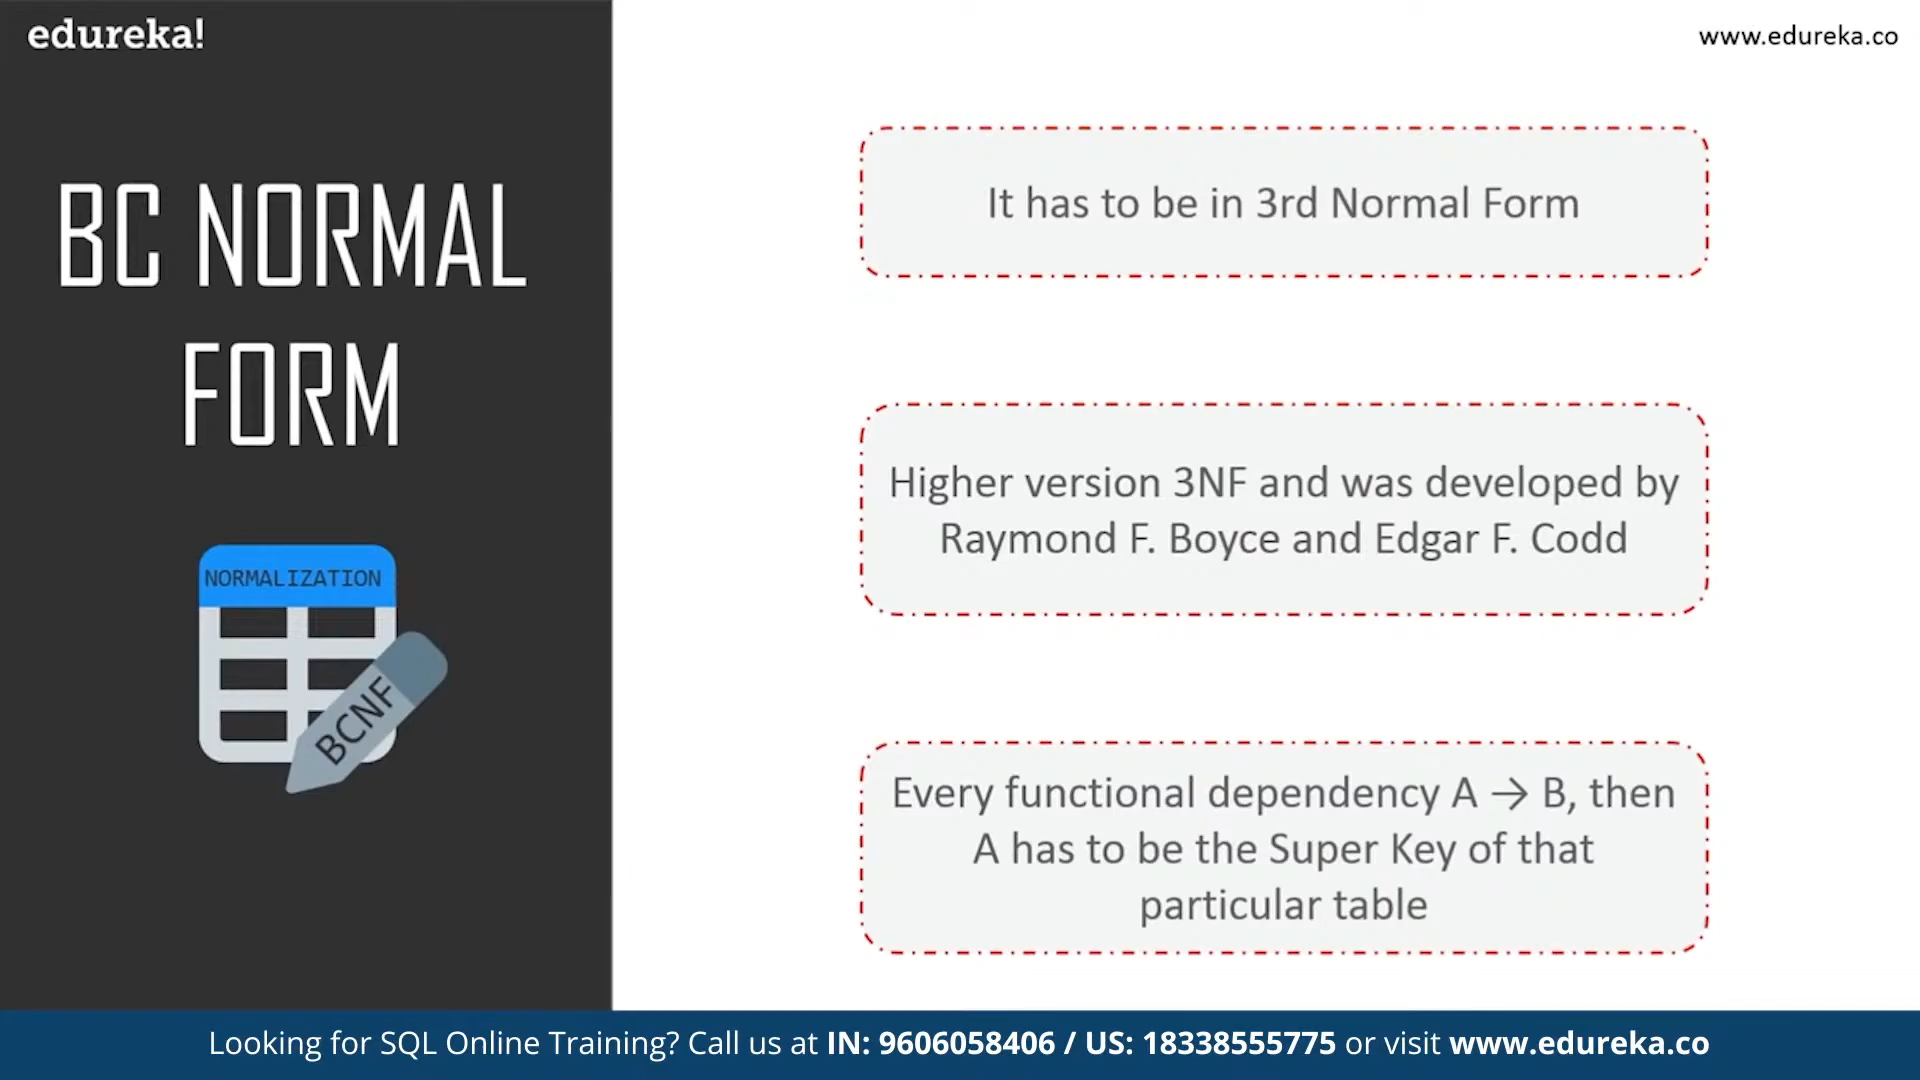 edureka!
www.edureka.co
BC NORMAL
FORM
NORMALIZATION
BCNF
It has to be in 3rd Normal Form
Higher version 3NF and was developed by
Raymond F. Boyce and Edgar F. Codd
Every functional dependency A → B, then
A has to be the Super Key of that
particular table
Looking for SQL Online Training? Call us at IN: 9606058406 / US: 18338555775 or visit www.edureka.co